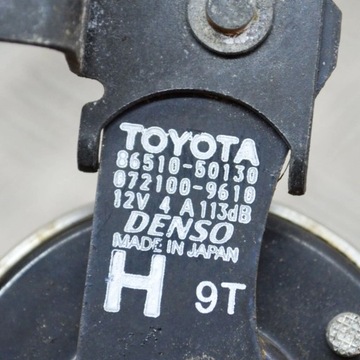 TOYOTA
86510-50130
072100-9610
12V 4 A 113dB
DENSO
MADE IN JAPAN
H 9T